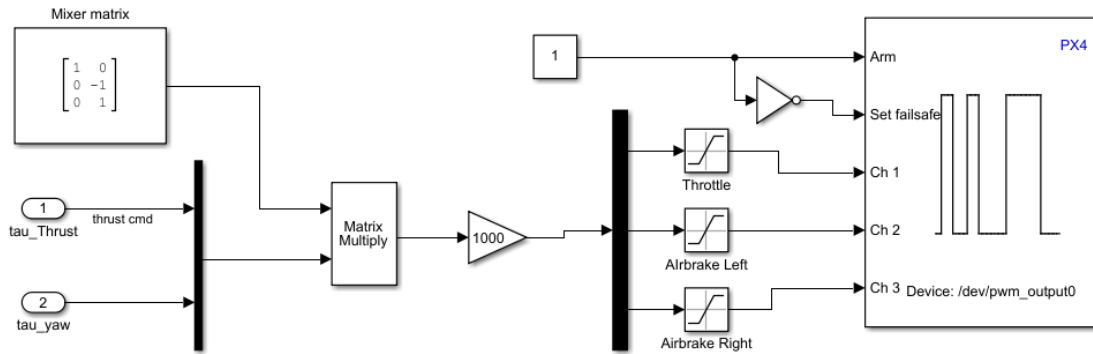 Mixer matrix
1 0
0 -1
0 1
1
PX4
Arm
Set failsafe
Throttle
Ch 1
1
tau_Thrust
thrust cmd
Matrix
Multiply
1000
AIrbrake Left
Ch 2
2
tau_yaw
Airbrake Right
Ch 3
Device: /dev/pwm_output0